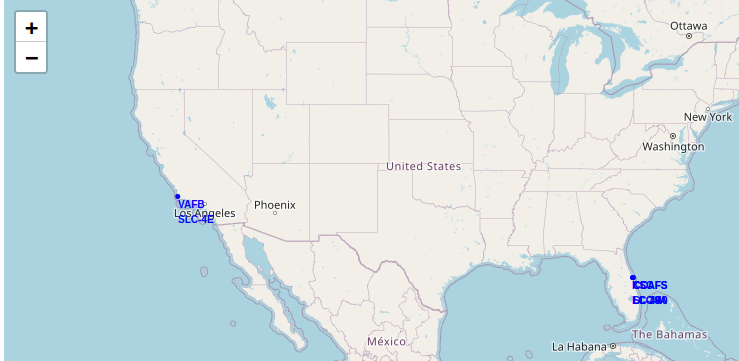 +
−
Ottawa
New York
Washington
United States
VAFB
SLC-4E
Los Angeles
Phoenix
The Bahamas
México
La Habana